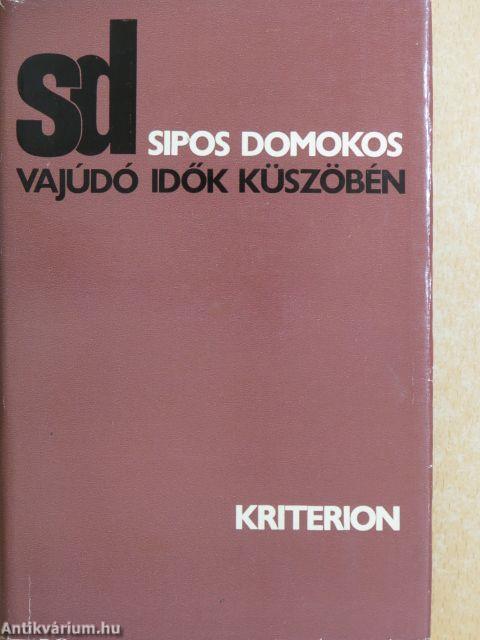 sd
SIPOS DOMOKOS
VAJÚDÓ IDŐK KÜSZÖBÉN
KRITERION
Antikvárium.hu